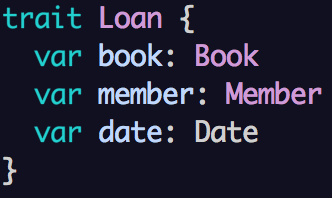 trait Loan {
  var book: Book
  var member: Member
  var date: Date
}